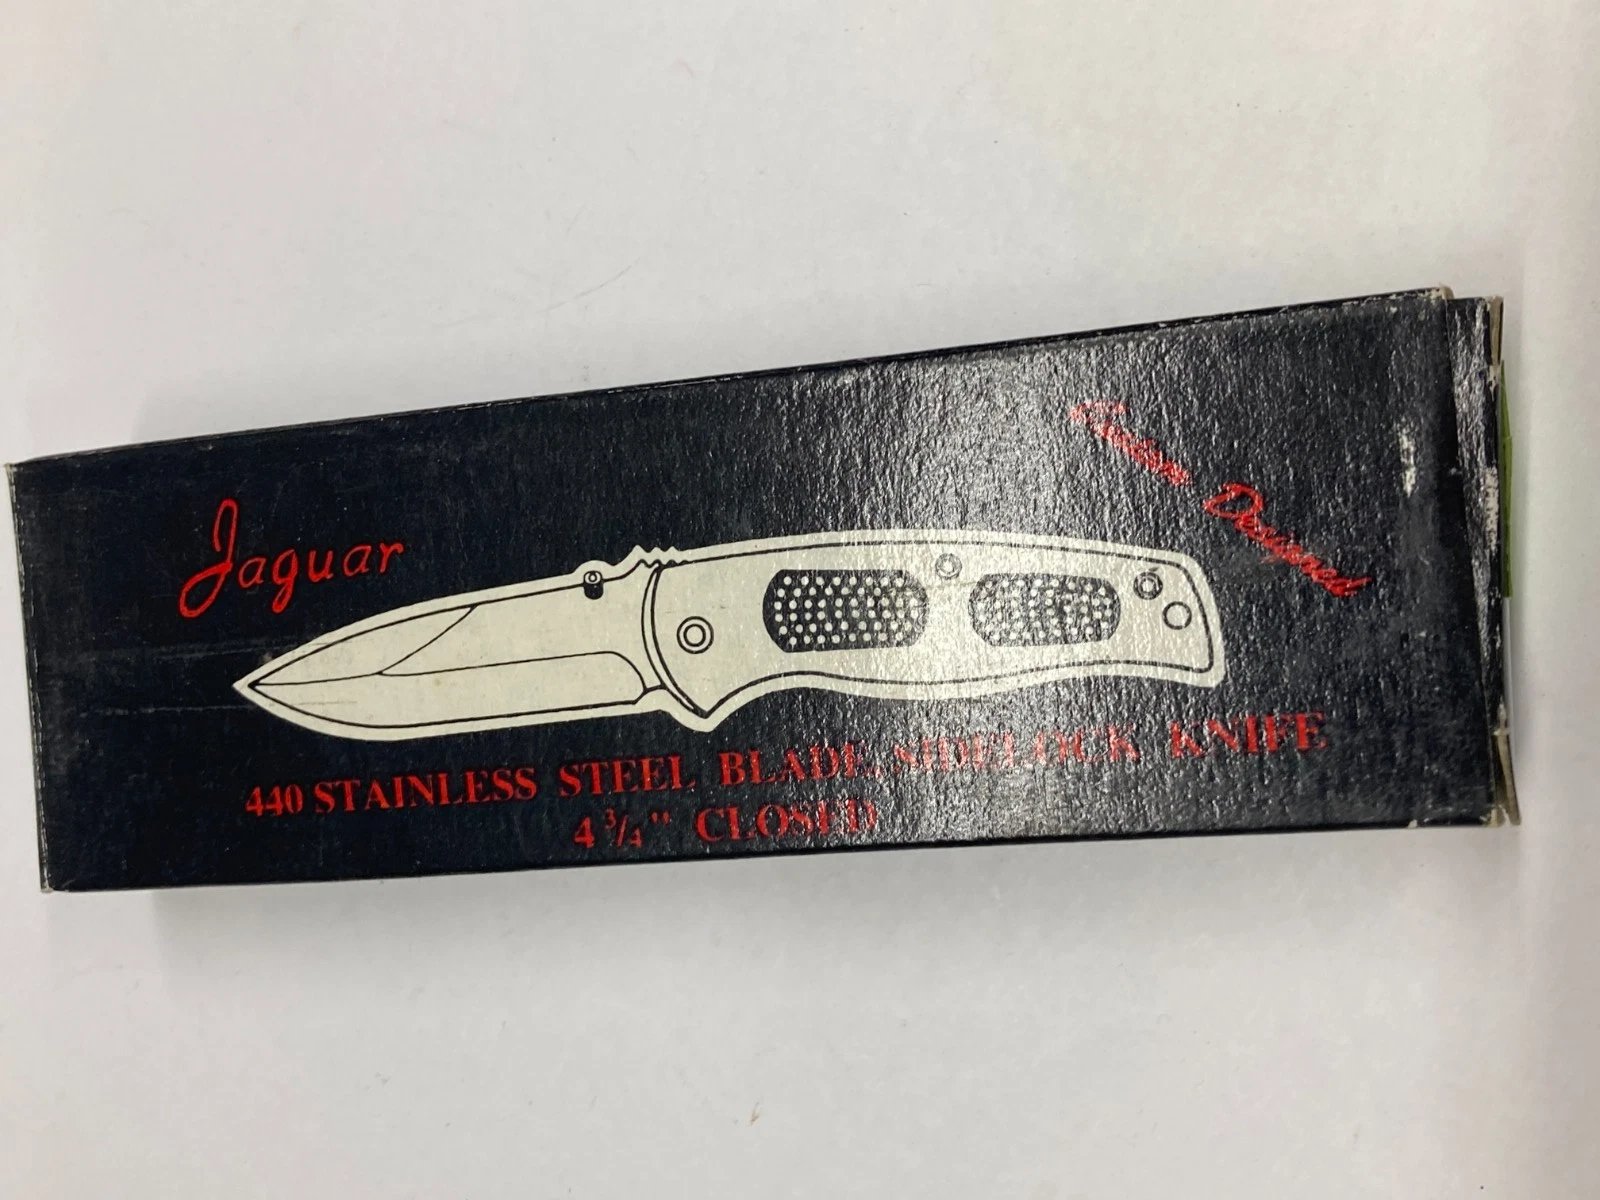 Jaguar
Custom Designed
440 STAINLESS STEEL BLADE, SIDELOCK KNIFE
4 3/4" CLOSED